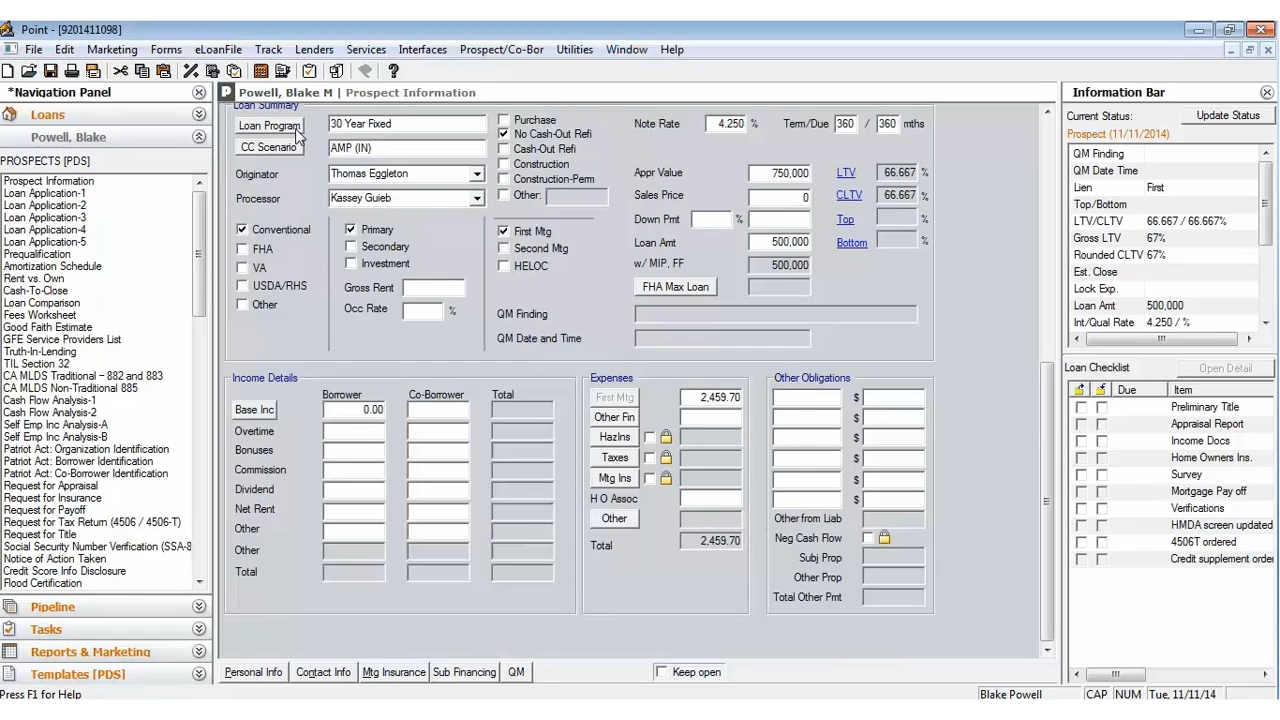 Point - [9201411098]
File Edit Marketing Forms eLoanFile Track Lenders Services Interfaces Prospect/Co-Bor Utilities Window Help
*Navigation Panel
Loans
Powell, Blake
PROSPECTS [PDS]
Prospect Information
Loan Application-1
Loan Application-2
Loan Application-3
Loan Application-4
Loan Application-5
Prequalification
Amortization Schedule
Rent vs. Own
Cash-To-Close
Loan Comparison
Fees Worksheet
Good Faith Estimate
GFE Service Providers List
Truth-In-Lending
TIL Section 32
CA MLDS Traditional – 882 and 883
CA MLDS Non-Traditional 885
Cash Flow Analysis-1
Cash Flow Analysis-2
Self Emp Inc Analysis-A
Self Emp Inc Analysis-B
Patriot Act: Organization Identification
Patriot Act: Borrower Identification
Patriot Act: Co-Borrower Identification
Request for Appraisal
Request for Insurance
Request for Payoff
Request for Tax Return (4506 / 4506-T)
Request for Title
Social Security Number Verification (SSA-8
Notice of Action Taken
Credit Score Info Disclosure
Flood Certification
Pipeline
Tasks
Reports & Marketing
Templates [PDS]
P Powell, Blake M | Prospect Information
Loan Summary
Loan Program 30 Year Fixed
CC Scenario AMP (IN)
Originator Thomas Eggleton
Processor Kassey Guieb
Purchase
No Cash-Out Refi
Cash-Out Refi
Construction
Construction-Perm
Other:
Note Rate 4.250 % Term/Due 360 / 360 mths
Appr Value 750,000 LTV 66.667 %
Sales Price 0 CLTV 66.667 %
Down Pmt % Top %
Loan Amt 500,000 Bottom %
w/ MIP, FF 500,000
FHA Max Loan
Conventional
FHA
VA
USDA/RHS
Other
Primary
Secondary
Investment
Gross Rent
Occ Rate %
First Mtg
Second Mtg
HELOC
QM Finding
QM Date and Time
Income Details
Borrower Co-Borrower Total
Base Inc 0.00
Overtime
Bonuses
Commission
Dividend
Net Rent
Other
Other
Total
Expenses
First Mtg 2,459.70
Other Fin
HazIns
Taxes
Mtg Ins
H O Assoc
Other
Total 2,459.70
Other Obligations
$
$
$
$
$
Other from Liab
Neg Cash Flow
Subj Prop
Other Prop
Total Other Pmt
Personal Info Contact Info Mtg Insurance Sub Financing QM Keep open
Information Bar
Current Status: Update Status
Prospect (11/11/2014)
QM Finding
QM Date Time
Lien First
Top/Bottom
LTV/CLTV 66.667 / 66.667%
Gross LTV 67%
Rounded CLTV 67%
Est. Close
Lock Exp.
Loan Amt 500,000
Int/Qual Rate 4.250 / %
Loan Checklist Open Detail
Due Item
Preliminary Title
Appraisal Report
Income Docs
Home Owners Ins.
Survey
Mortgage Pay off
Verifications
HMDA screen updated
4506T ordered
Credit supplement orde
Press F1 for Help Blake Powell CAP NUM Tue, 11/11/14